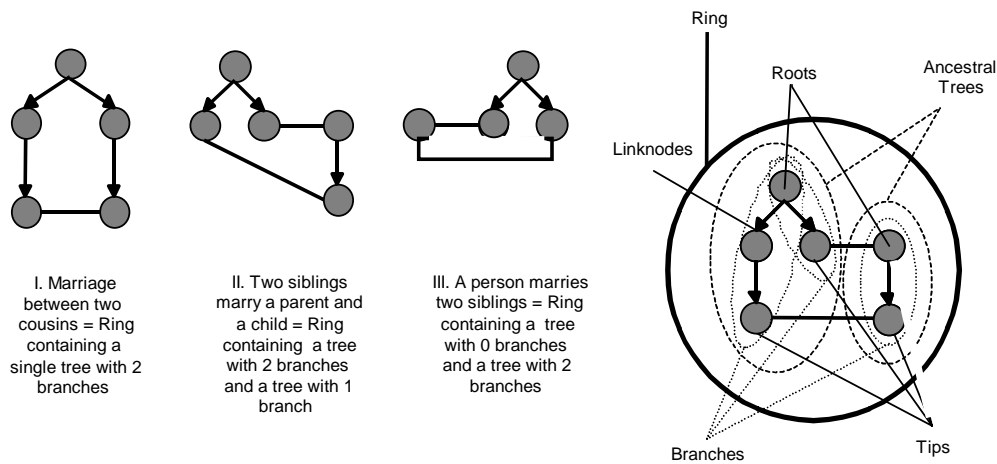 Ring
Roots
Ancestral
Trees
Linknodes
I. Marriage
between two
cousins = Ring
containing a
single tree with 2
branches
II. Two siblings
marry a parent and
a child = Ring
containing a tree
with 2 branches
and a tree with 1
branch
III. A person marries
two siblings = Ring
containing a tree
with 0 branches
and a tree with 2
branches
Branches
Tips